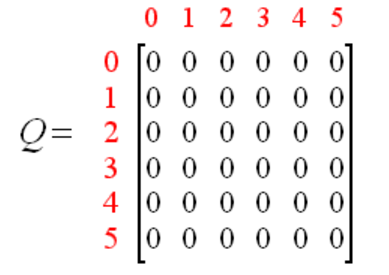 0 1 2 3 4 5
0 0 0 0 0 0 0
1 0 0 0 0 0 0
Q = 2 0 0 0 0 0 0
3 0 0 0 0 0 0
4 0 0 0 0 0 0
5 0 0 0 0 0 0